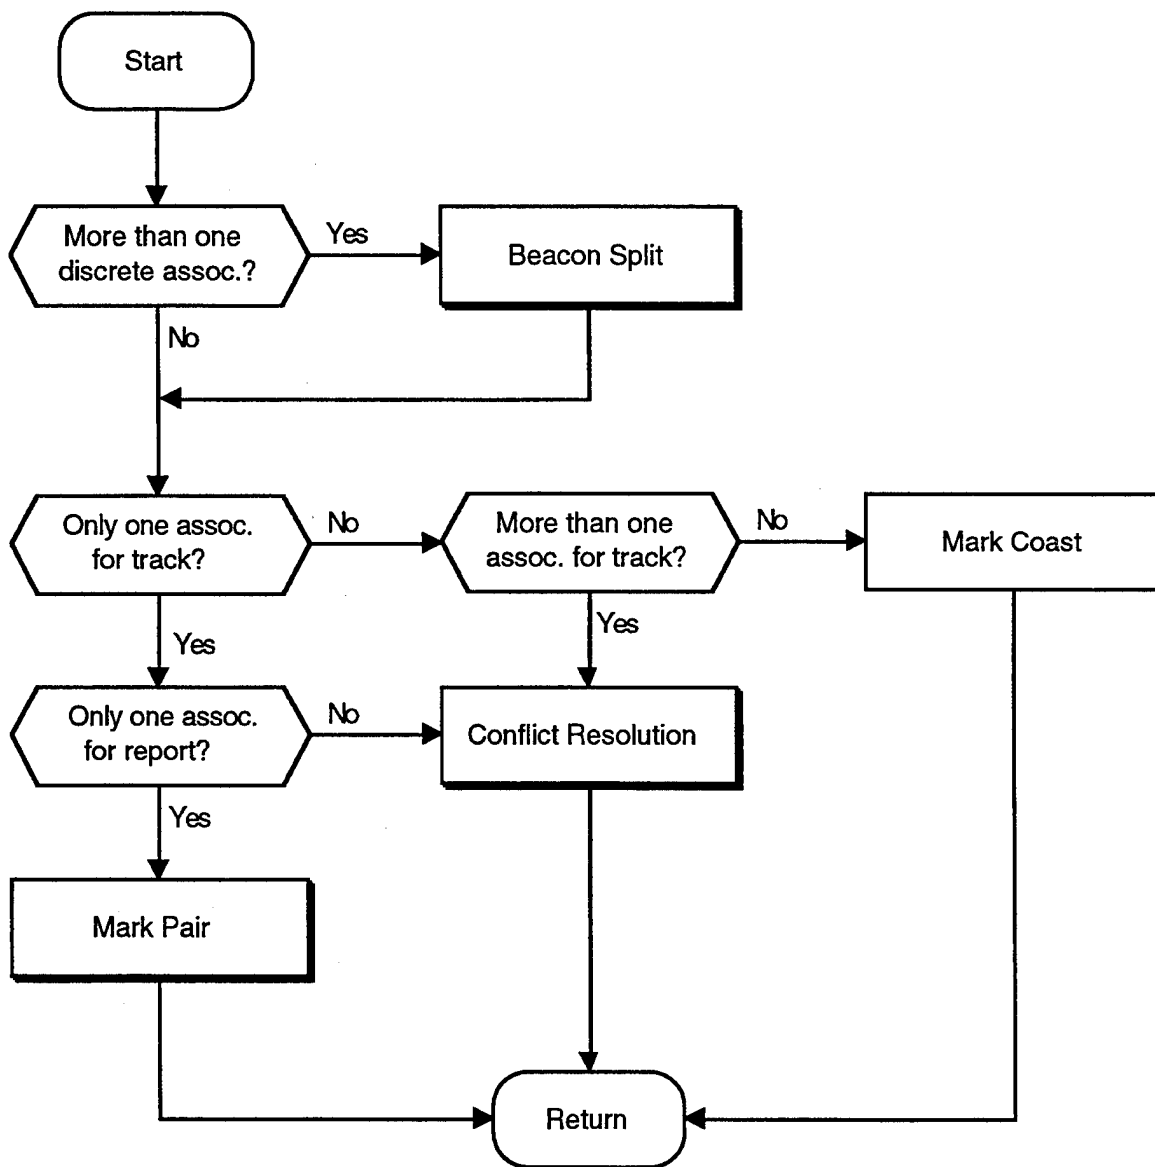 Start
More than one
discrete assoc.?
Yes
Beacon Split
No
Only one assoc.
for track?
No
More than one
assoc. for track?
No
Mark Coast
Yes
Yes
Only one assoc.
for report?
No
Conflict Resolution
Yes
Mark Pair
Return